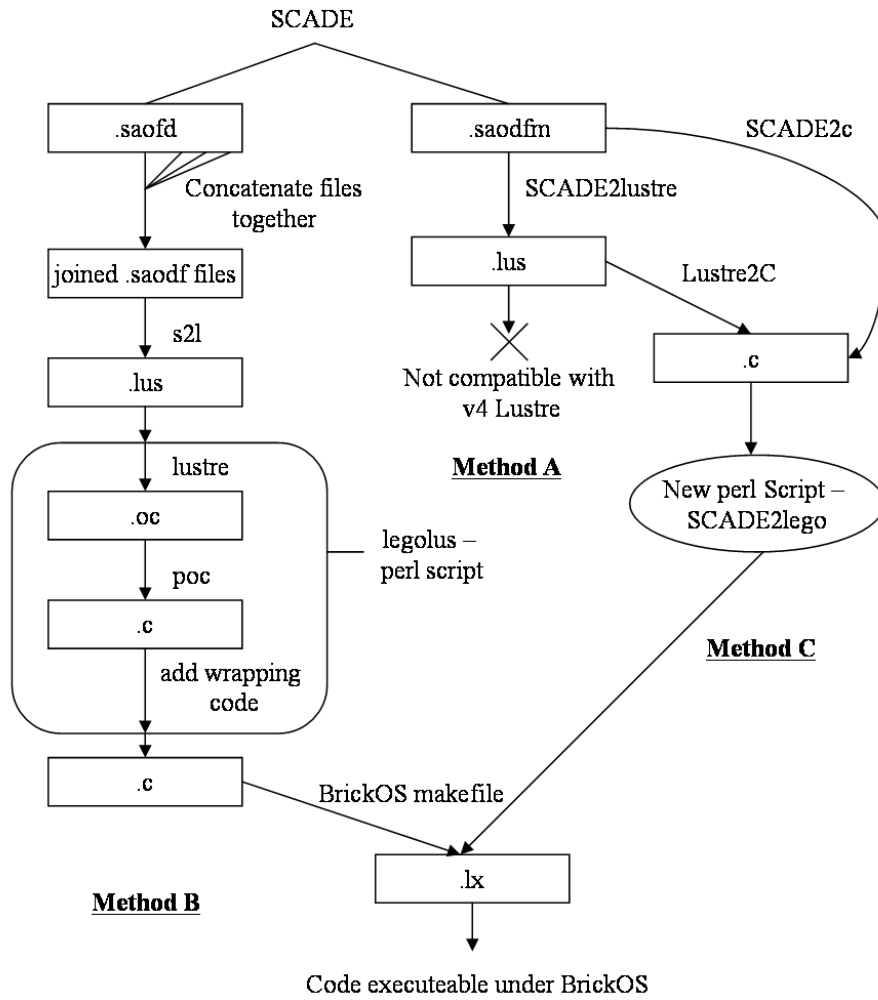 SCADE
.saofd
.saodfm
SCADE2c
Concatenate files
together
SCADE2lustre
joined .saodf files
.lus
Lustre2C
s2l
.c
.lus
Not compatible with
v4 Lustre
lustre
Method A
New perl Script –
SCADE2lego
.oc
legolus –
perl script
poc
.c
Method C
add wrapping
code
.c
BrickOS makefile
.lx
Method B
Code executeable under BrickOS